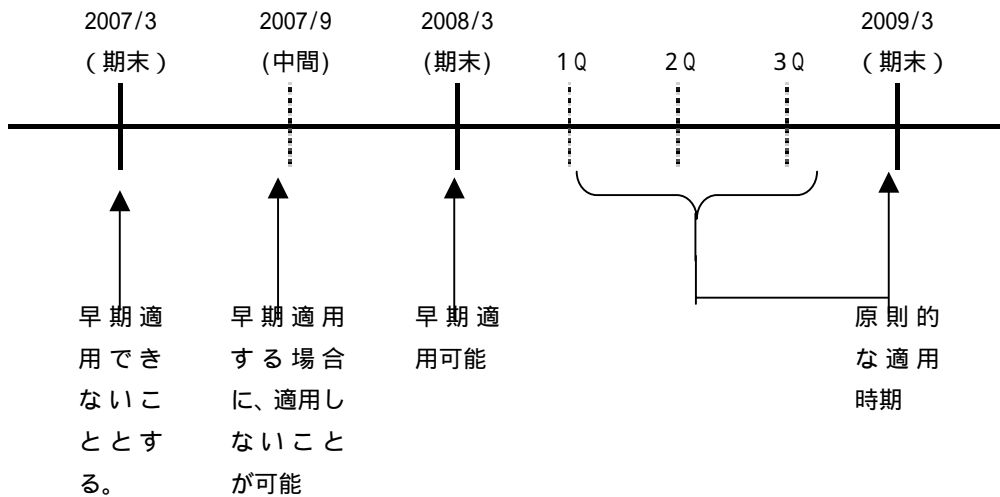 2007/3
（期末）
2007/9
(中間)
2008/3
(期末)
1Q
2Q
3Q
2009/3
（期末）
早期適
用でき
ないこ
ととす
る。
早期適用
する場合
に、適用し
ないこと
が可能
早期適
用可能
原則的
な適用
時期